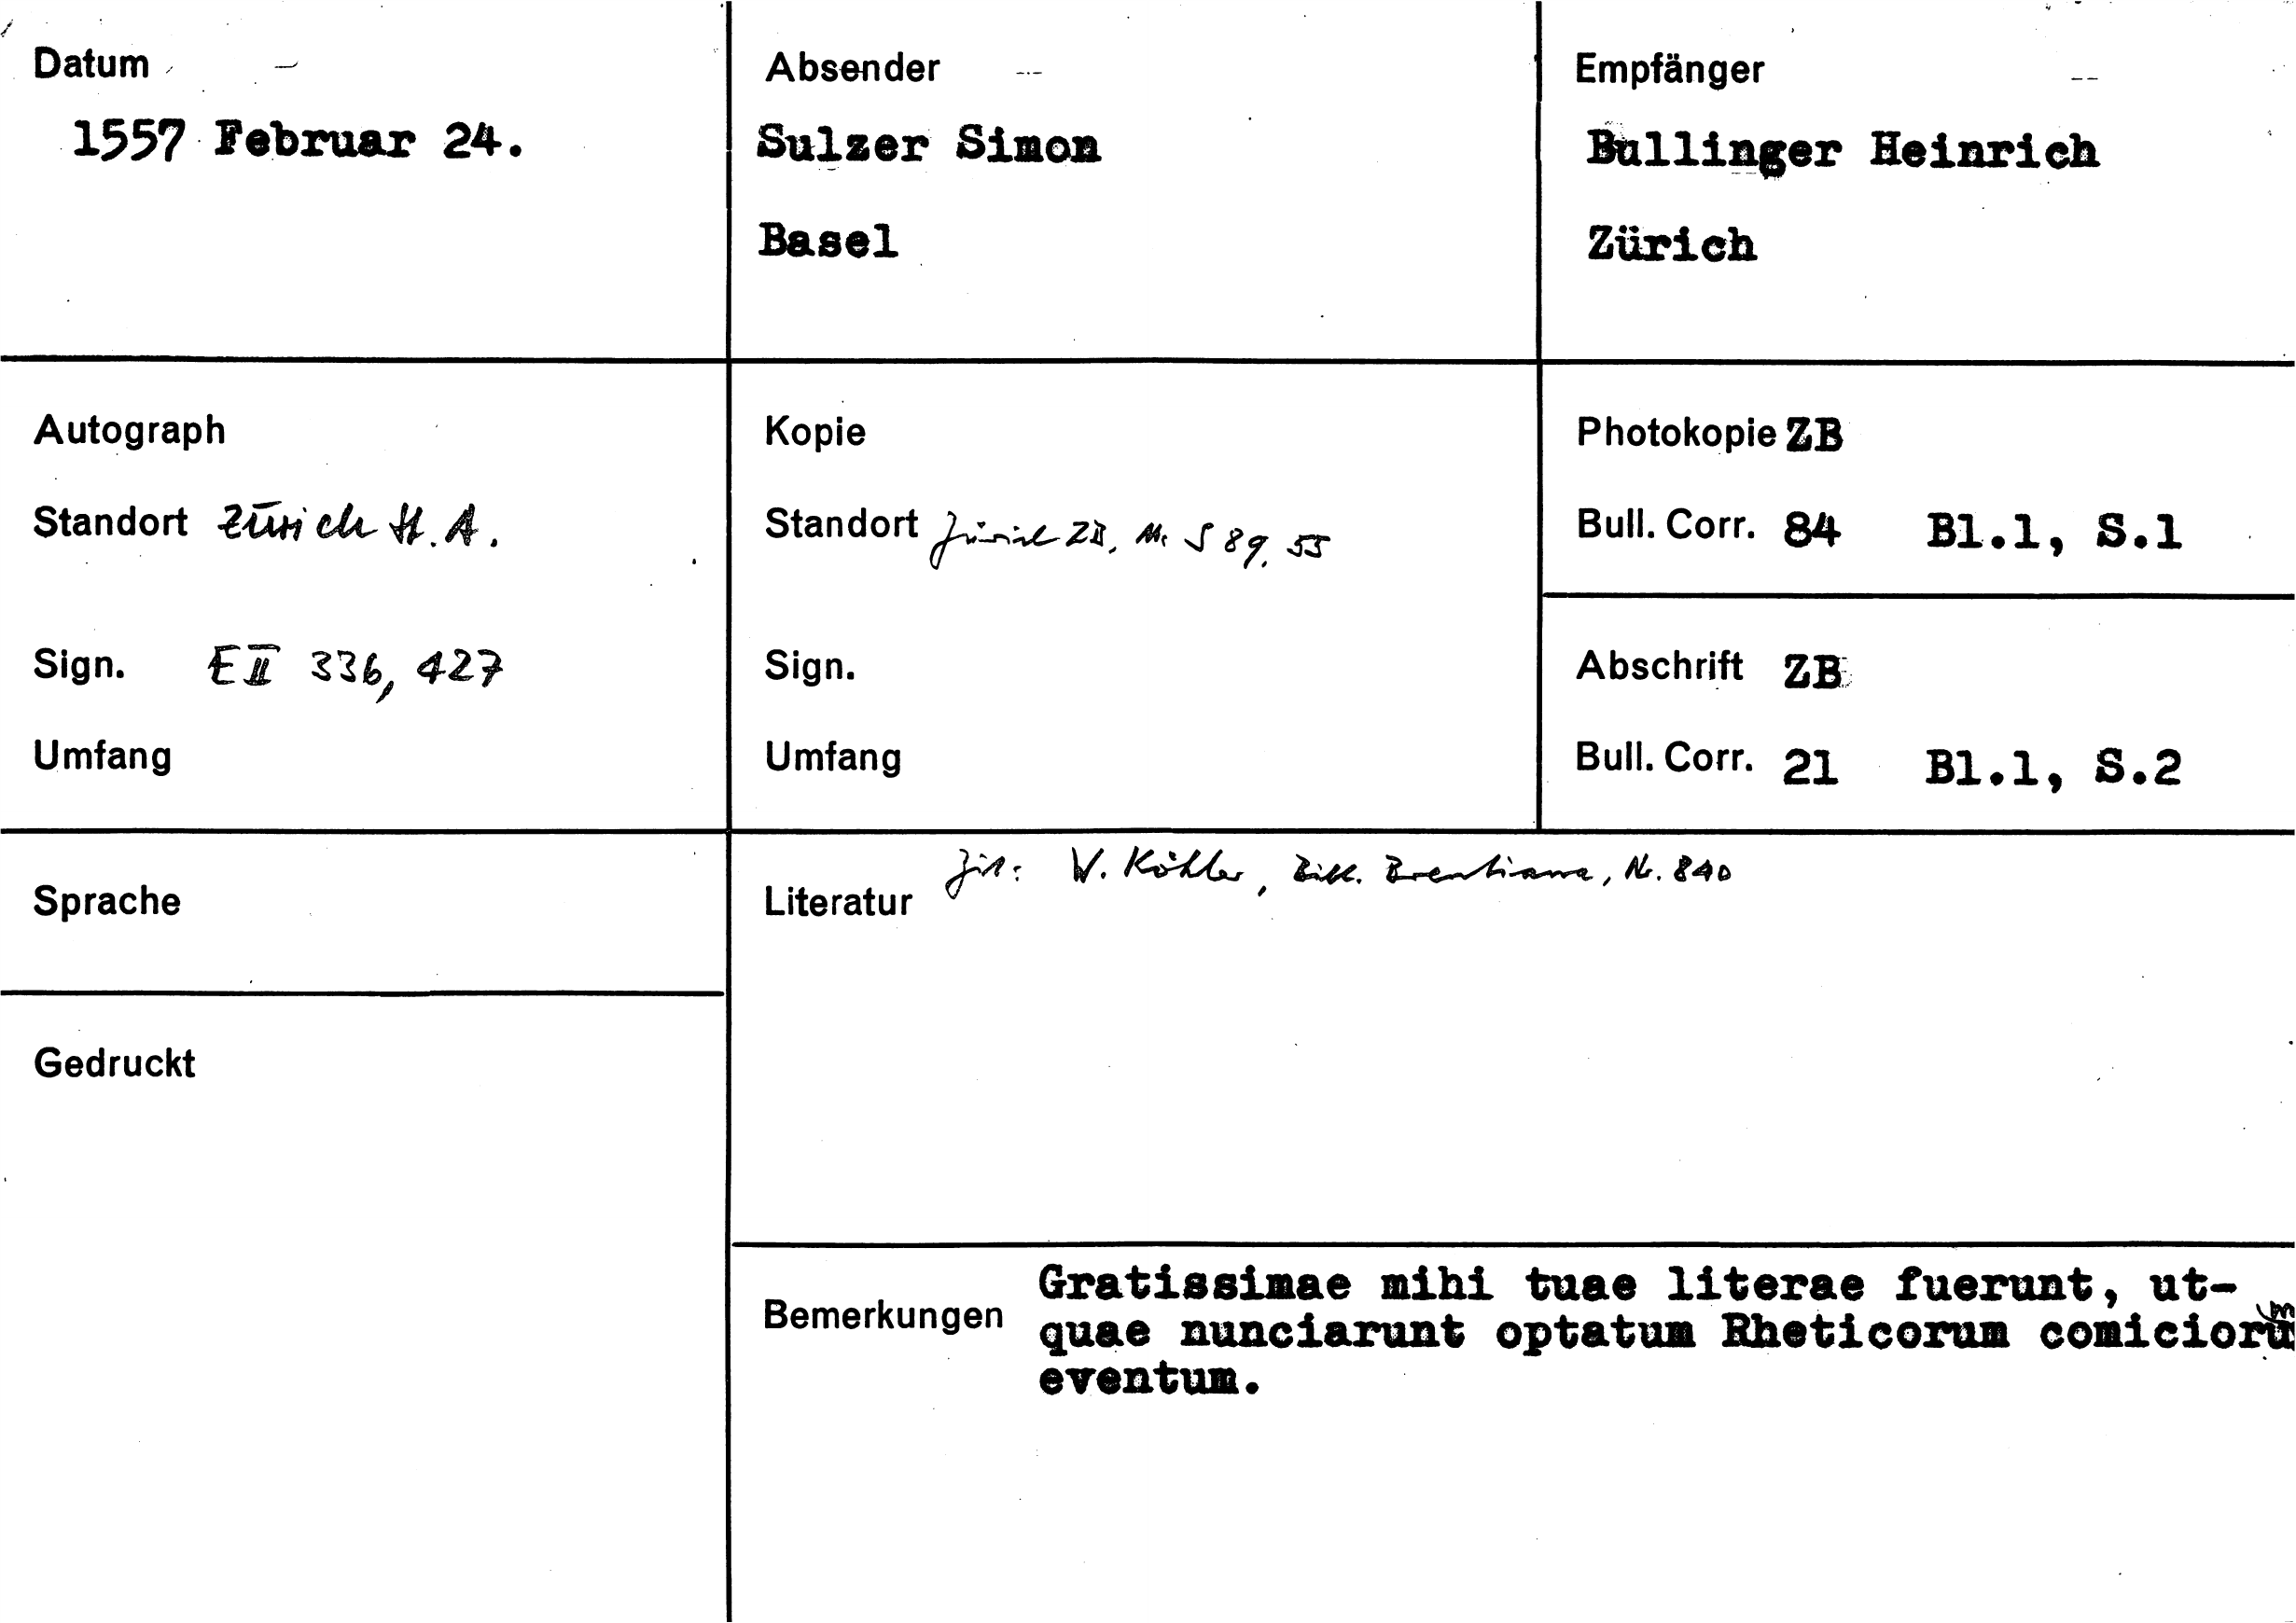 Datum
1557 Februar 24.
Absender
Sulzer Simon
Basel
Empfänger
Bullinger Heinrich
Zürich
Autograph
Standort Zürich St. A.
Sign. E II 336, 427
Umfang
Kopie
Standort Zürich ZB, Ms S 89, 55
Sign.
Umfang
Photokopie ZB
Bull. Corr. 84 Bl.1, S.1
Abschrift ZB
Bull. Corr. 21 Bl.1, S.2
Sprache
Gedruckt
Literatur Zit: W. Köhler, Bibl. Brentiana, Nr. 840
Bemerkungen
Gratissimae mihi tuae literae fuerunt, ut-
quae nunciarunt optatum Rheticorum comiciorum
eventum.